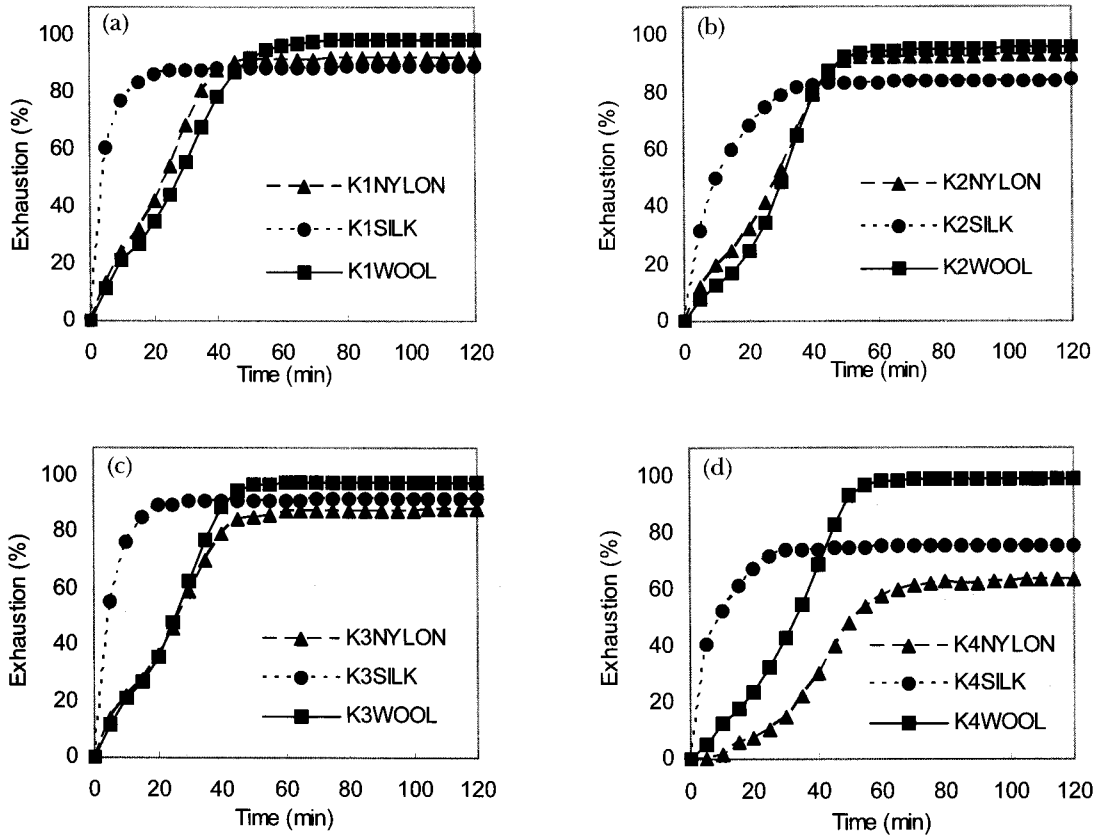 (a)
Exhaustion (%)
100
80
60
40
20
0
K1NYLON
K1SILK
K1WOOL
0 20 40 60 80 100 120
Time (min)
(b)
Exhaustion (%)
100
80
60
40
20
0
K2NYLON
K2SILK
K2WOOL
0 20 40 60 80 100 120
Time (min)
(c)
Exhaustion (%)
100
80
60
40
20
0
K3NYLON
K3SILK
K3WOOL
0 20 40 60 80 100 120
Time (min)
(d)
Exhaustion (%)
100
80
60
40
20
0
K4NYLON
K4SILK
K4WOOL
0 20 40 60 80 100 120
Time (min)